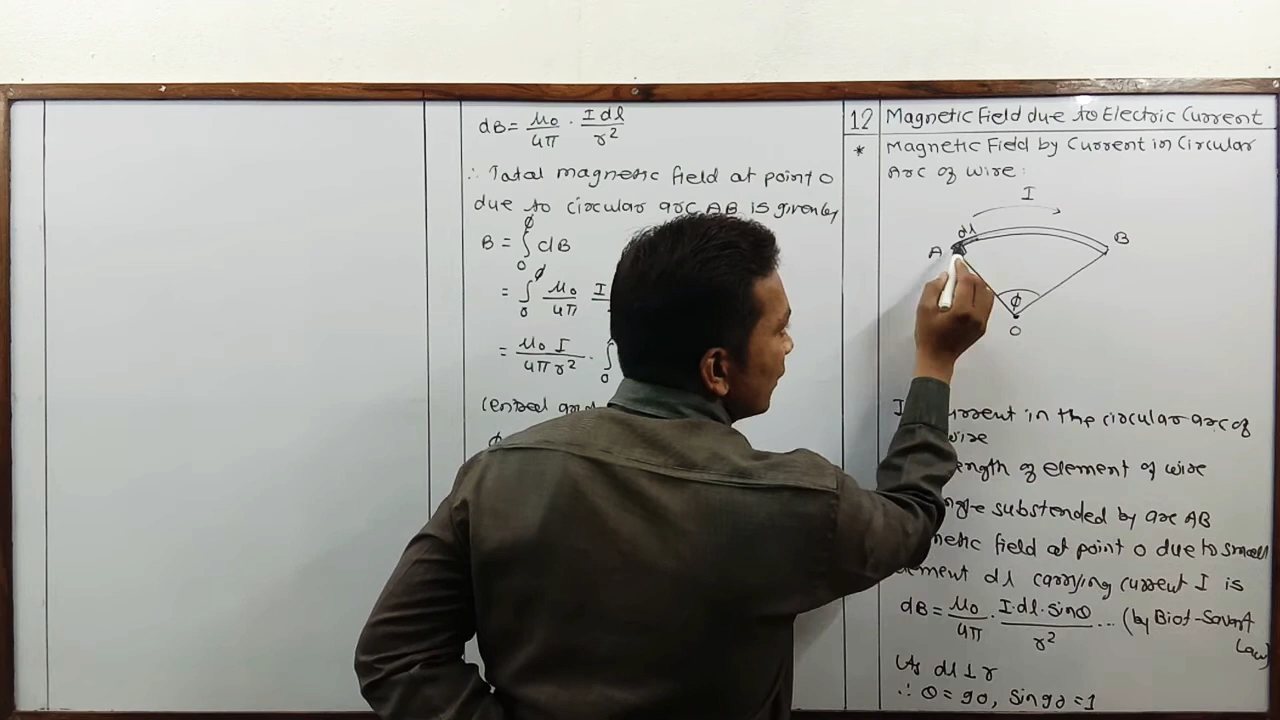 12
Magnetic Field due to Electric Current
* Magnetic Field by Current in Circular
Arc of wire:
I
dl
A
B
φ
O
I current in the circular arc of
wire
length of element of wire
substended by arc AB
field at point O due to small
element dl carrying current I is
dB = μ₀/4π · I·dl·sinθ/r² ... (by Biot-Savart
Law)
As dl ⊥ r
∴ θ = 90, sin90 = 1
dB = μ₀/4π · I dl/r²
∴ Total magnetic field at point O
due to circular arc AB is given by
B = ∫₀^φ dB
= ∫₀^φ μ₀/4π I
= μ₀ I/4πr² · ∫₀